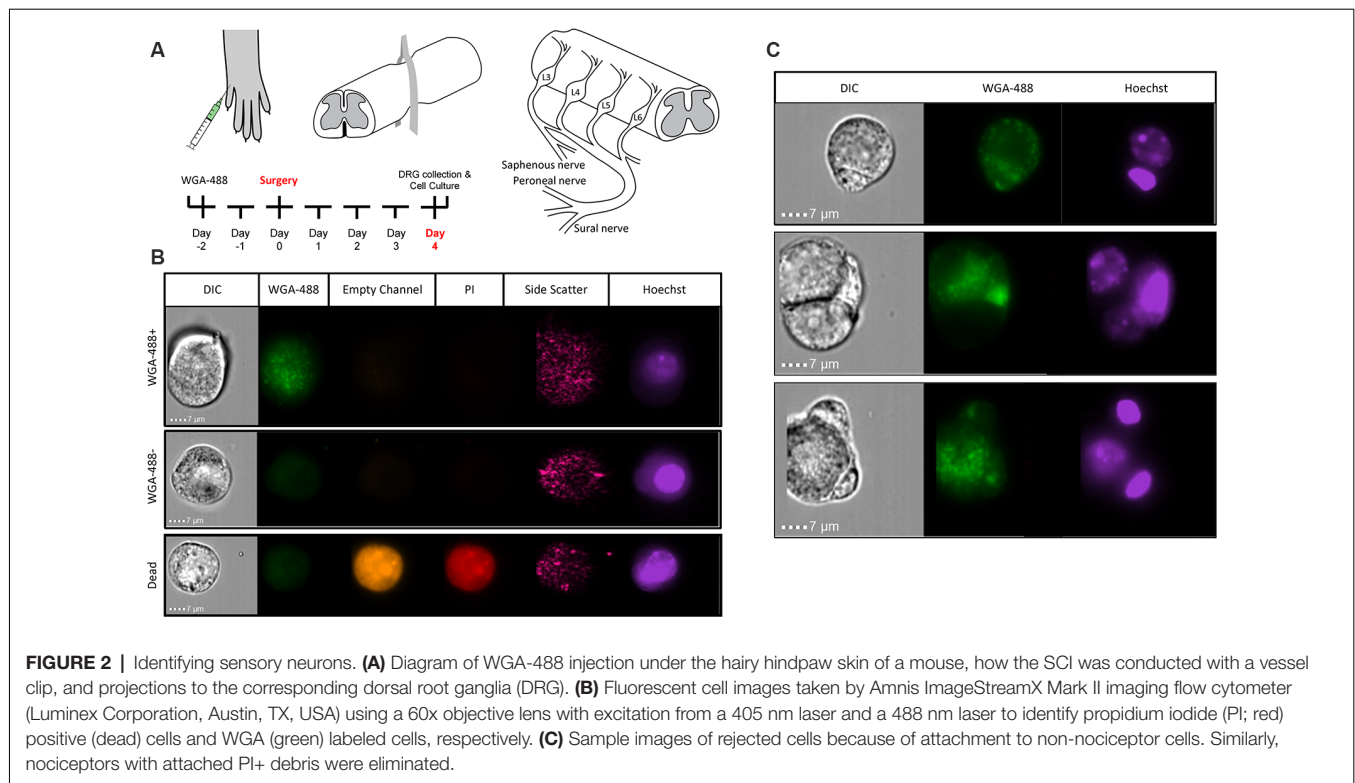 A
L3
L4
L5
L6
Saphenous nerve
Peroneal nerve
Sural nerve
WGA-488
Surgery
DRG collection &
Cell Culture
Day
-2
Day
-1
Day
0
Day
1
Day
2
Day
3
Day
4
B
DIC
WGA-488
Empty Channel
PI
Side Scatter
Hoechst
WGA-488+
7 µm
WGA-488-
7 µm
Dead
7 µm
C
DIC
WGA-488
Hoechst
7 µm
7 µm
7 µm
FIGURE 2 | Identifying sensory neurons. (A) Diagram of WGA-488 injection under the hairy hindpaw skin of a mouse, how the SCI was conducted with a vessel
clip, and projections to the corresponding dorsal root ganglia (DRG). (B) Fluorescent cell images taken by Amnis ImageStreamX Mark II imaging flow cytometer
(Luminex Corporation, Austin, TX, USA) using a 60x objective lens with excitation from a 405 nm laser and a 488 nm laser to identify propidium iodide (PI; red)
positive (dead) cells and WGA (green) labeled cells, respectively. (C) Sample images of rejected cells because of attachment to non-nociceptor cells. Similarly,
nociceptors with attached PI+ debris were eliminated.